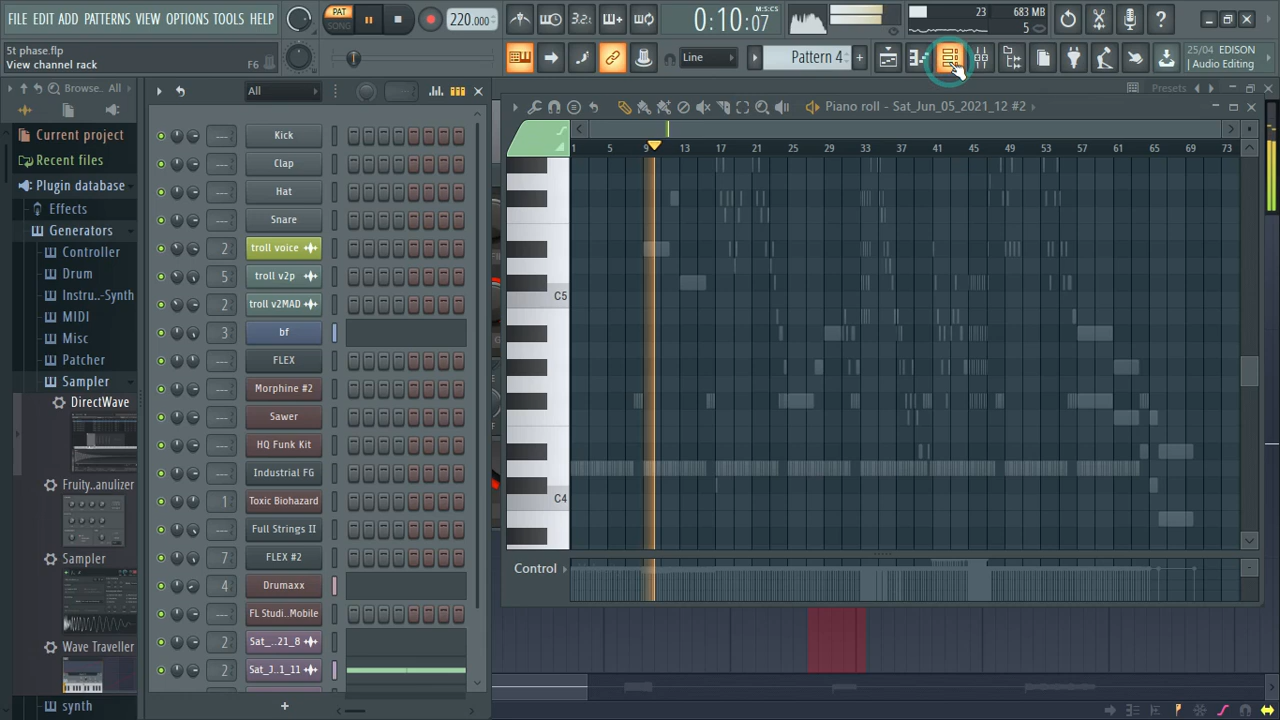 FILE EDIT ADD PATTERNS VIEW OPTIONS TOOLS HELP
PAT
SONG
220.000
3.2
0:10:07
M:S:CS
23
683 MB
5
5t phase.flp
View channel rack
F6
Line
Pattern 4
25/04 EDISON
Audio Editing
All
Presets
All
Piano roll - Sat_Jun_05_2021_12 #2
Current project
Recent files
Plugin database
Effects
Generators
Controller
Drum
Instru..-Synth
MIDI
Misc
Patcher
Sampler
DirectWave
Fruity..anulizer
Sampler
Wave Traveller
synth
--- Kick
--- Clap
--- Hat
--- Snare
2 troll voice
5 troll v2p
2 troll v2MAD
3 bf
--- FLEX
--- Morphine #2
--- Sawer
--- HQ Funk Kit
--- Industrial FG
1 Toxic Biohazard
--- Full Strings II
7 FLEX #2
4 Drumaxx
--- FL Studi..Mobile
2 Sat_..21_8
2 Sat_J..1_11
+
1 5 9 13 17 21 25 29 33 37 41 45 49 53 57 61 65 69 73
C5
C4
Control